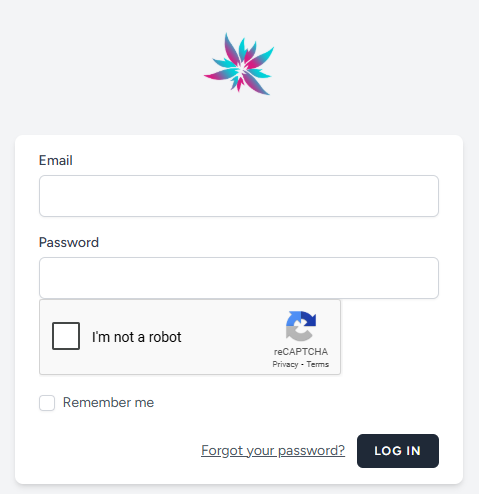 Email
Password
I'm not a robot
reCAPTCHA
Privacy - Terms
Remember me
Forgot your password?
LOG IN